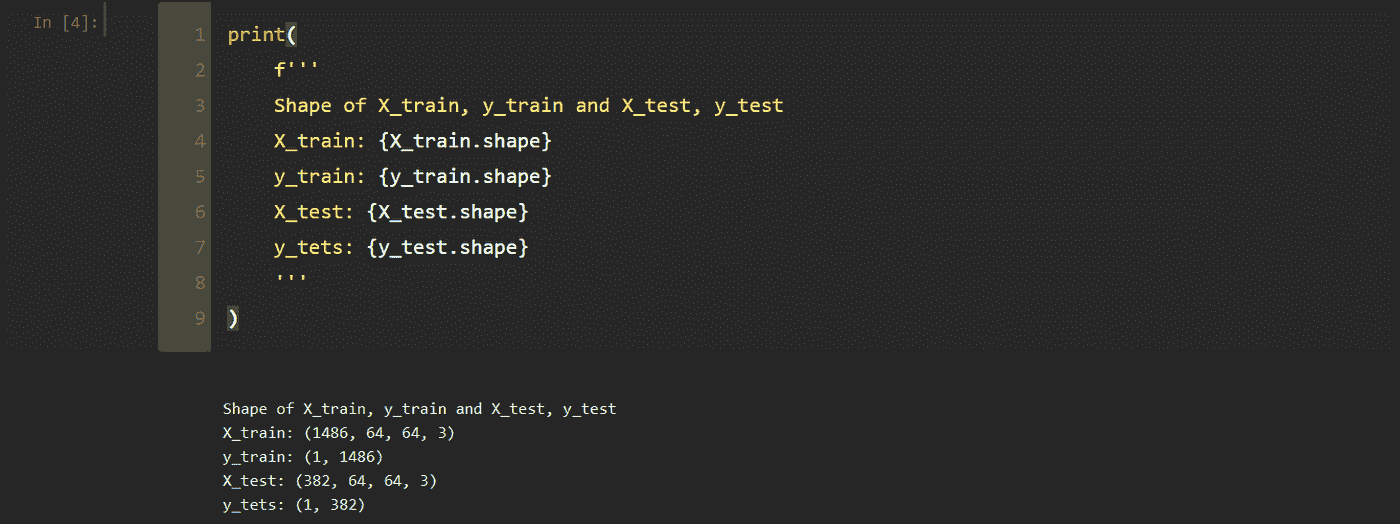 In [4]:
1 print(
2 f'''
3 Shape of X_train, y_train and X_test, y_test
4 X_train: {X_train.shape}
5 y_train: {y_train.shape}
6 X_test: {X_test.shape}
7 y_tets: {y_test.shape}
8 '''
9 )
Shape of X_train, y_train and X_test, y_test
X_train: (1486, 64, 64, 3)
y_train: (1, 1486)
X_test: (382, 64, 64, 3)
y_tets: (1, 382)